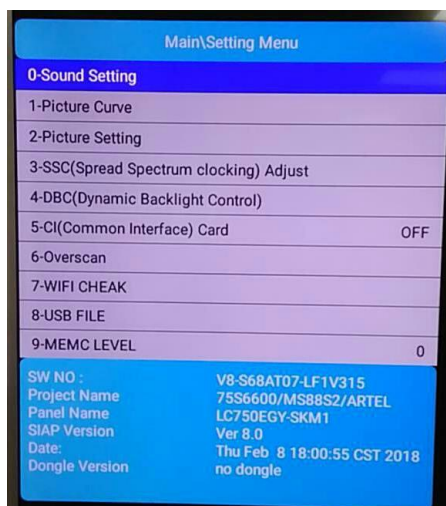 Main\Setting Menu
0-Sound Setting
1-Picture Curve
2-Picture Setting
3-SSC(Spread Spectrum clocking) Adjust
4-DBC(Dynamic Backlight Control)
5-CI(Common Interface) Card OFF
6-Overscan
7-WIFI CHEAK
8-USB FILE
9-MEMC LEVEL 0
SW NO : V8-S68AT07-LF1V315
Project Name 75S6600/MS88S2/ARTEL
Panel Name LC750EGY-SKM1
SIAP Version Ver 8.0
Date: Thu Feb 8 18:00:55 CST 2018
Dongle Version no dongle